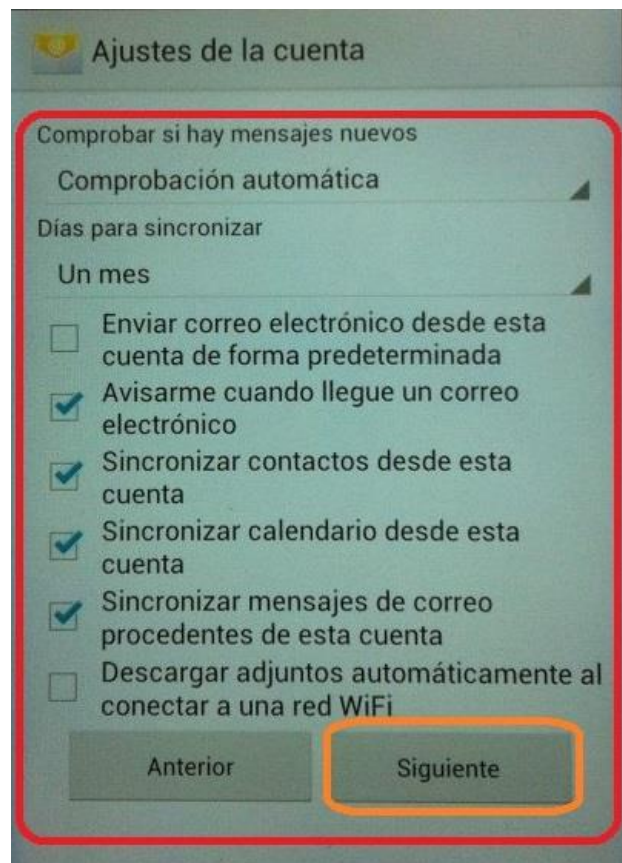 Ajustes de la cuenta
Comprobar si hay mensajes nuevos
Comprobación automática
Días para sincronizar
Un mes
Enviar correo electrónico desde esta
cuenta de forma predeterminada
Avisarme cuando llegue un correo
electrónico
Sincronizar contactos desde esta
cuenta
Sincronizar calendario desde esta
cuenta
Sincronizar mensajes de correo
procedentes de esta cuenta
Descargar adjuntos automáticamente al
conectar a una red WiFi
Anterior
Siguiente